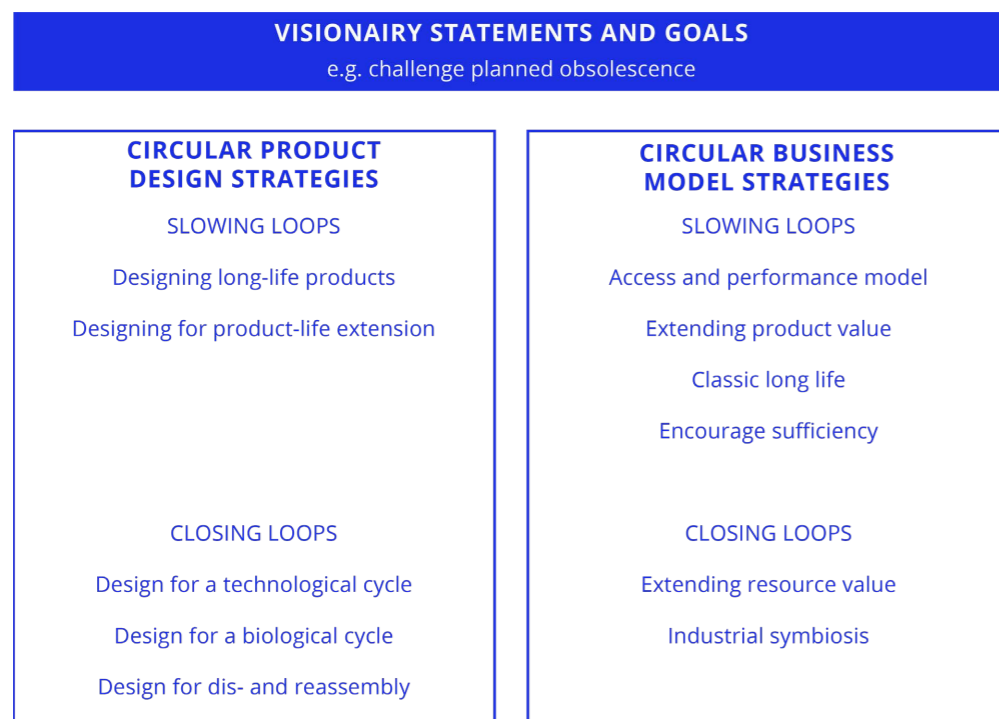 VISIONAIRY STATEMENTS AND GOALS
e.g. challenge planned obsolescence
CIRCULAR PRODUCT
DESIGN STRATEGIES
SLOWING LOOPS
Designing long-life products
Designing for product-life extension
CLOSING LOOPS
Design for a technological cycle
Design for a biological cycle
Design for dis- and reassembly
CIRCULAR BUSINESS
MODEL STRATEGIES
SLOWING LOOPS
Access and performance model
Extending product value
Classic long life
Encourage sufficiency
CLOSING LOOPS
Extending resource value
Industrial symbiosis